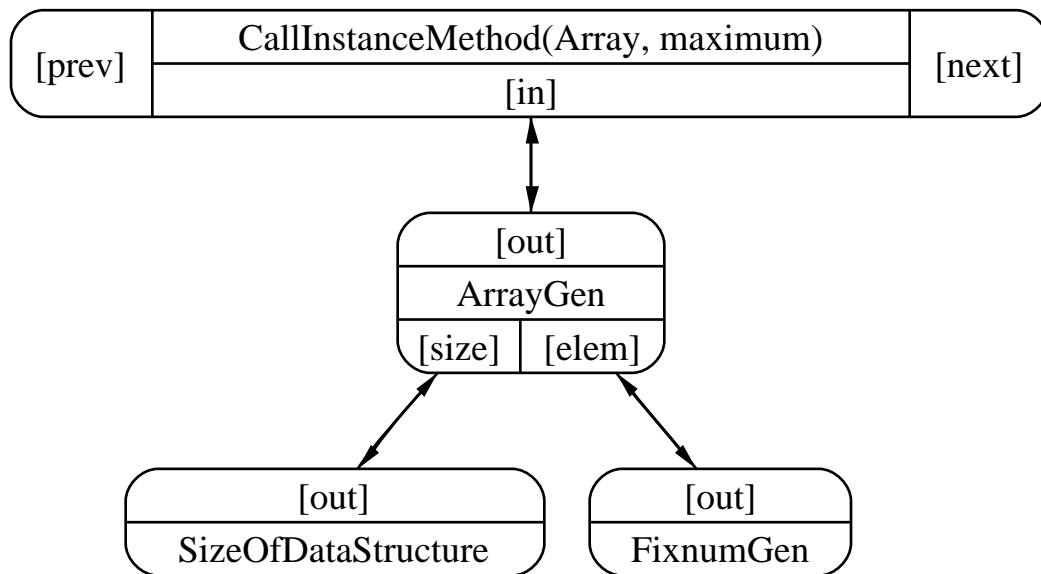 CallInstanceMethod(Array, maximum)
[prev]
[next]
[in]
[out]
ArrayGen
[size] [elem]
[out]
SizeOfDataStructure
[out]
FixnumGen